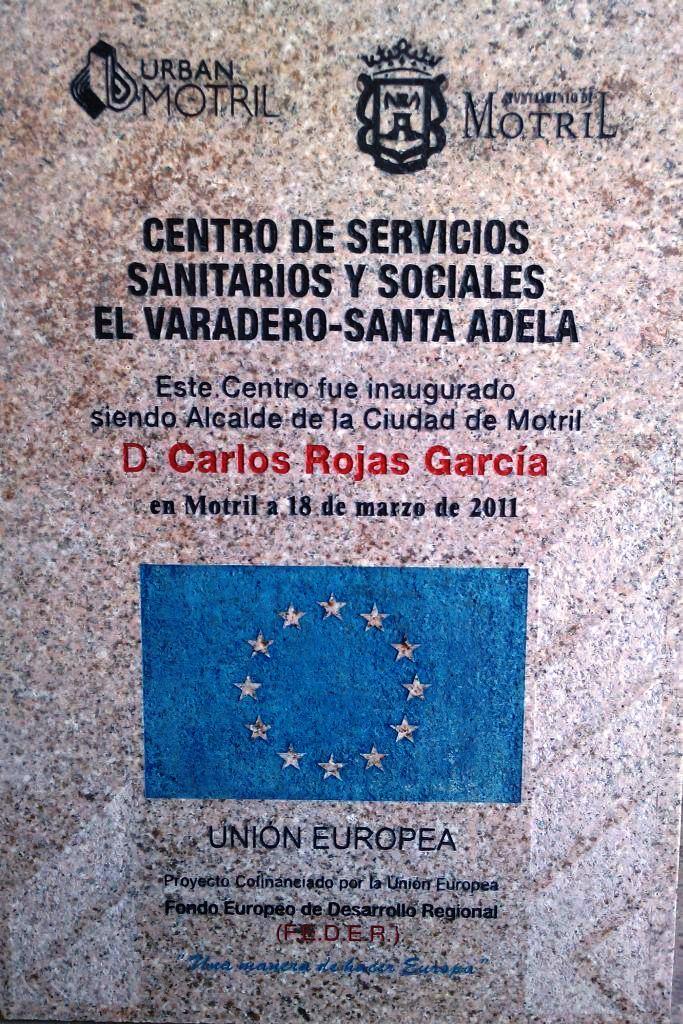 URBAN
MOTRIL
AYUNTAMIENTO DE
MOTRIL
CENTRO DE SERVICIOS
SANITARIOS Y SOCIALES
EL VARADERO-SANTA ADELA
Este Centro fue inaugurado
siendo Alcalde de la Ciudad de Motril
D. Carlos Rojas García
en Motril a 18 de marzo de 2011
UNIÓN EUROPEA
Proyecto Cofinanciado por la Unión Europea
Fondo Europeo de Desarrollo Regional
(F.E.D.E.R.)
"Una manera de hacer Europa"